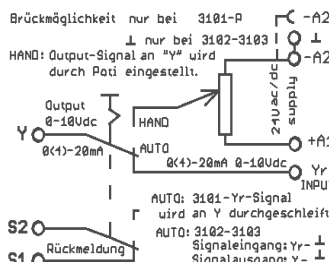 Brückmöglichkeit nur bei 3101-A
-A2
⊥ nur bei 3102-3103
⊥
HAND: Output-Signal an "Y" wird
-A2
durch Poti eingestellt.
24Vac/dc
supply
Output
0-10Vdc
HAND
Y
AUTO
+A1
0(4)-20mA
0(4)-20mA 0-10Vdc
Yr
INPU
AUTO: 3101-Yr-Signal
wird an Y durchgeschleift
S2
AUTO: 3102-3103
Rückmeldung
Signaleingang: Yr-⊥
S1
Signalausgang: Y-⊥